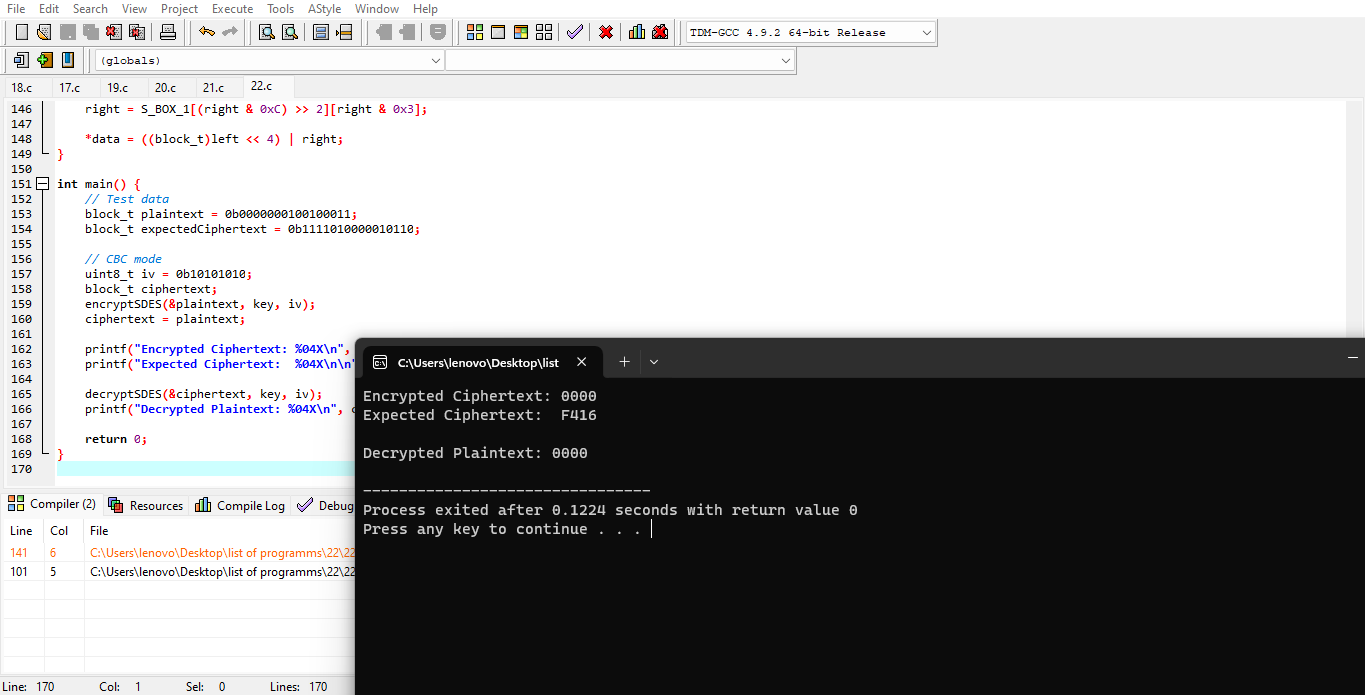 File Edit Search View Project Execute Tools AStyle Window Help
TDM-GCC 4.9.2 64-bit Release
(globals)
18.c 17.c 19.c 20.c 21.c 22.c
146 right = S_BOX_1[(right & 0xC) >> 2][right & 0x3];
147
148 *data = ((block_t)left << 4) | right;
149 }
150
151 int main() {
152 // Test data
153 block_t plaintext = 0b0000000100100011;
154 block_t expectedCiphertext = 0b1111010000010110;
155
156 // CBC mode
157 uint8_t iv = 0b10101010;
158 block_t ciphertext;
159 encryptSDES(&plaintext, key, iv);
160 ciphertext = plaintext;
161
162 printf("Encrypted Ciphertext: %04X\n",
163 printf("Expected Ciphertext:  %04X\n\n"
164
165 decryptSDES(&ciphertext, key, iv);
166 printf("Decrypted Plaintext: %04X\n",
167
168 return 0;
169 }
170
C:\Users\lenovo\Desktop\list
Encrypted Ciphertext: 0000
Expected Ciphertext:  F416
Decrypted Plaintext: 0000
--------------------------------
Process exited after 0.1224 seconds with return value 0
Press any key to continue . . .
Compiler (2) Resources Compile Log Debug
Line Col File
141 6 C:\Users\lenovo\Desktop\list of programms\22\22
101 5 C:\Users\lenovo\Desktop\list of programms\22\22
Line: 170 Col: 1 Sel: 0 Lines: 170